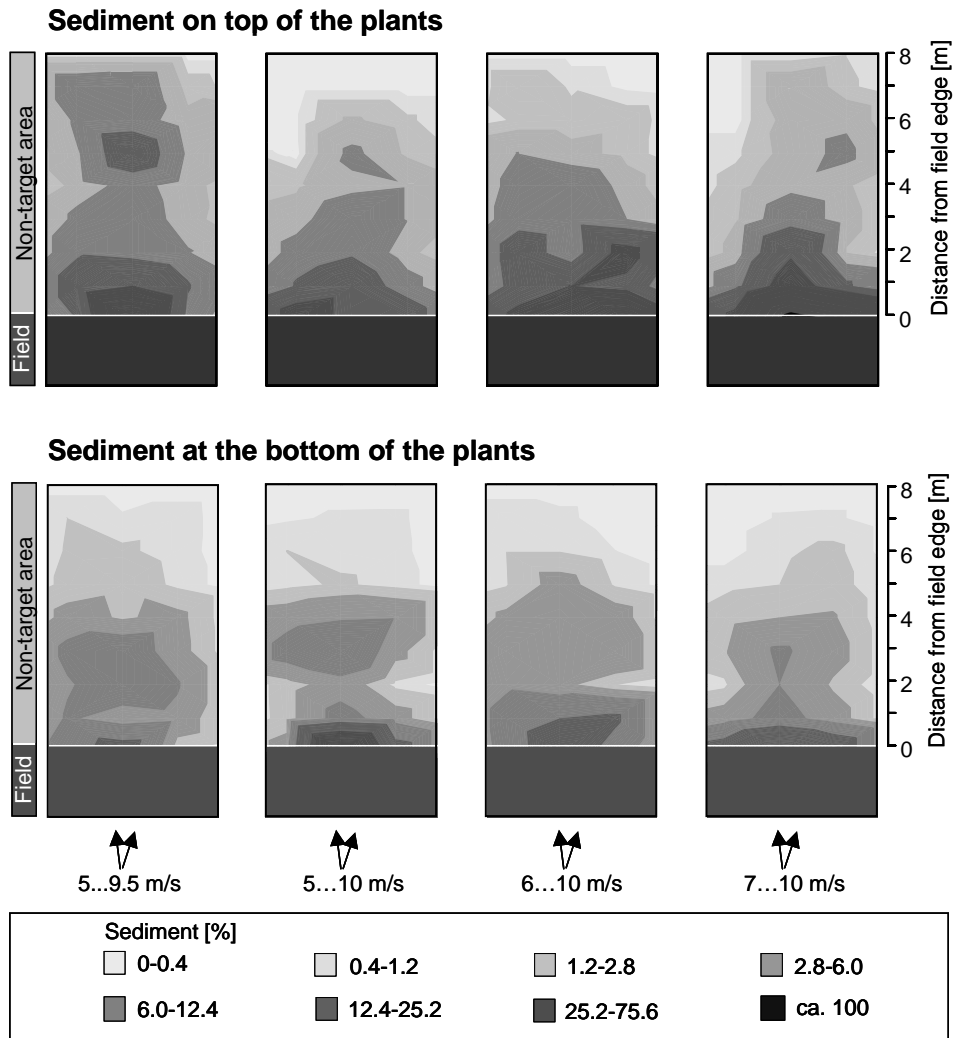 Sediment on top of the plants
Non-target area
Field
8
6
4
2
0
Distance from field edge [m]
Sediment at the bottom of the plants
Non-target area
Field
8
6
4
2
0
Distance from field edge [m]
5...9.5 m/s
5...10 m/s
6...10 m/s
7...10 m/s
Sediment [%]
0-0.4
0.4-1.2
1.2-2.8
2.8-6.0
6.0-12.4
12.4-25.2
25.2-75.6
ca. 100